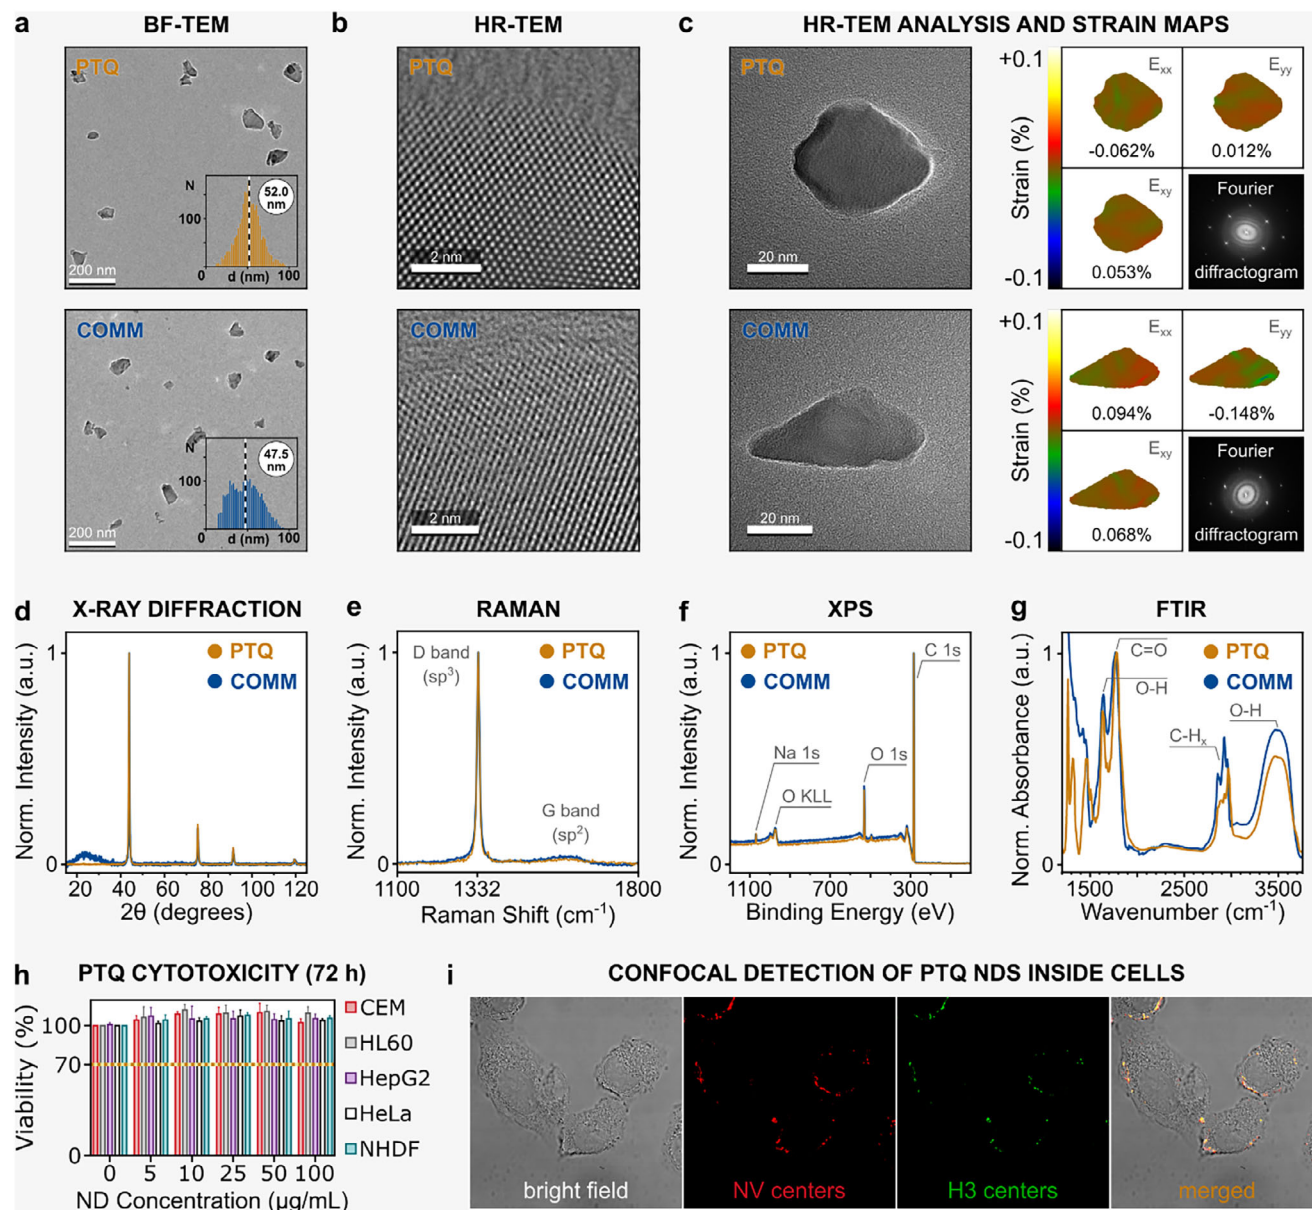 a BF-TEM
PTQ
N
52.0
nm
100
0 d (nm) 100
200 nm
COMM
N
47.5
nm
100
0 d (nm) 100
200 nm
b HR-TEM
PTQ
2 nm
COMM
2 nm
c HR-TEM ANALYSIS AND STRAIN MAPS
PTQ
20 nm
+0.1
Strain (%)
-0.1
Exx
-0.062%
Eyy
0.012%
Exy
0.053%
Fourier
diffractogram
COMM
20 nm
+0.1
Strain (%)
-0.1
Exx
0.094%
Eyy
-0.148%
Exy
0.068%
Fourier
diffractogram
d X-RAY DIFFRACTION
PTQ
COMM
Norm. Intensity (a.u.)
1
0
40 60 80 100 120
2θ (degrees)
e RAMAN
D band
(sp³)
PTQ
COMM
G band
(sp²)
Norm. Intensity (a.u.)
1
0
1100 1332 1800
Raman Shift (cm⁻¹)
f XPS
PTQ
COMM
C 1s
Na 1s
O 1s
O KLL
Norm. Intensity (a.u.)
1
0
1100 700 300
Binding Energy (eV)
g FTIR
PTQ
COMM
C=O
O-H
O-H
C-Hx
Norm. Absorbance (a.u.)
1
0
1500 2500 3500
Wavenumber (cm⁻¹)
h PTQ CYTOTOXICITY (72 h)
Viability (%)
100
70
0
0 5 10 25 50 100
ND Concentration (µg/mL)
CEM
HL60
HepG2
HeLa
NHDF
i CONFOCAL DETECTION OF PTQ NDS INSIDE CELLS
bright field
NV centers
H3 centers
merged